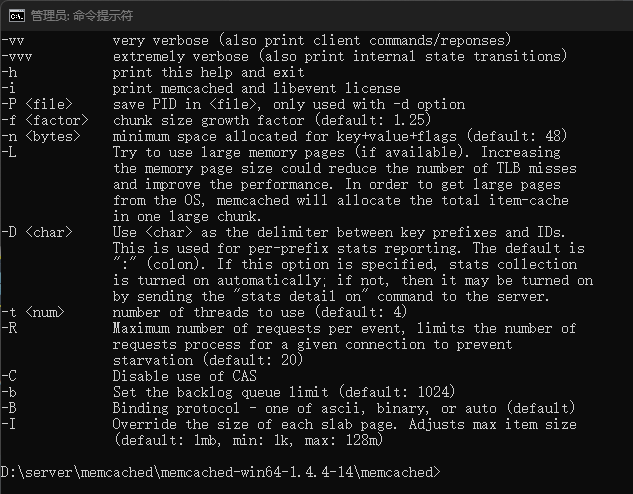 管理员: 命令提示符
-vv           very verbose (also print client commands/reponses)
-vvv          extremely verbose (also print internal state transitions)
-h            print this help and exit
-i            print memcached and libevent license
-P <file>     save PID in <file>, only used with -d option
-f <factor>   chunk size growth factor (default: 1.25)
-n <bytes>    minimum space allocated for key+value+flags (default: 48)
-L            Try to use large memory pages (if available). Increasing
              the memory page size could reduce the number of TLB misses
              and improve the performance. In order to get large pages
              from the OS, memcached will allocate the total item-cache
              in one large chunk.
-D <char>     Use <char> as the delimiter between key prefixes and IDs.
              This is used for per-prefix stats reporting. The default is
              ":" (colon). If this option is specified, stats collection
              is turned on automatically; if not, then it may be turned on
              by sending the "stats detail on" command to the server.
-t <num>      number of threads to use (default: 4)
-R            Maximum number of requests per event, limits the number of
              requests process for a given connection to prevent
              starvation (default: 20)
-C            Disable use of CAS
-b            Set the backlog queue limit (default: 1024)
-B            Binding protocol - one of ascii, binary, or auto (default)
-I            Override the size of each slab page. Adjusts max item size
              (default: 1mb, min: 1k, max: 128m)
D:\server\memcached\memcached-win64-1.4.4-14\memcached>